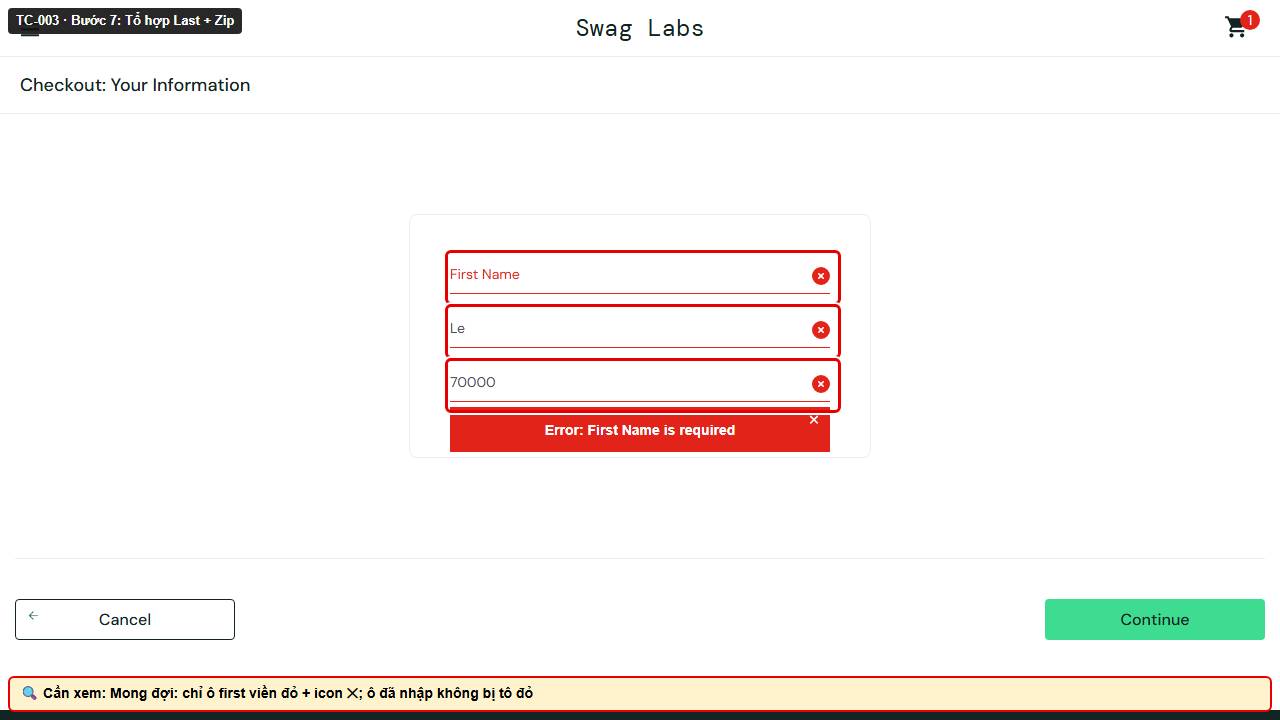 TC-003 · Bước 7: Tổ hợp Last + Zip
Swag Labs
1
Checkout: Your Information
First Name
Le
70000
Error: First Name is required
Cancel
Continue
🔍 Cần xem: Mong đợi: chỉ ô first viền đỏ + icon ✕; ô đã nhập không bị tô đỏ